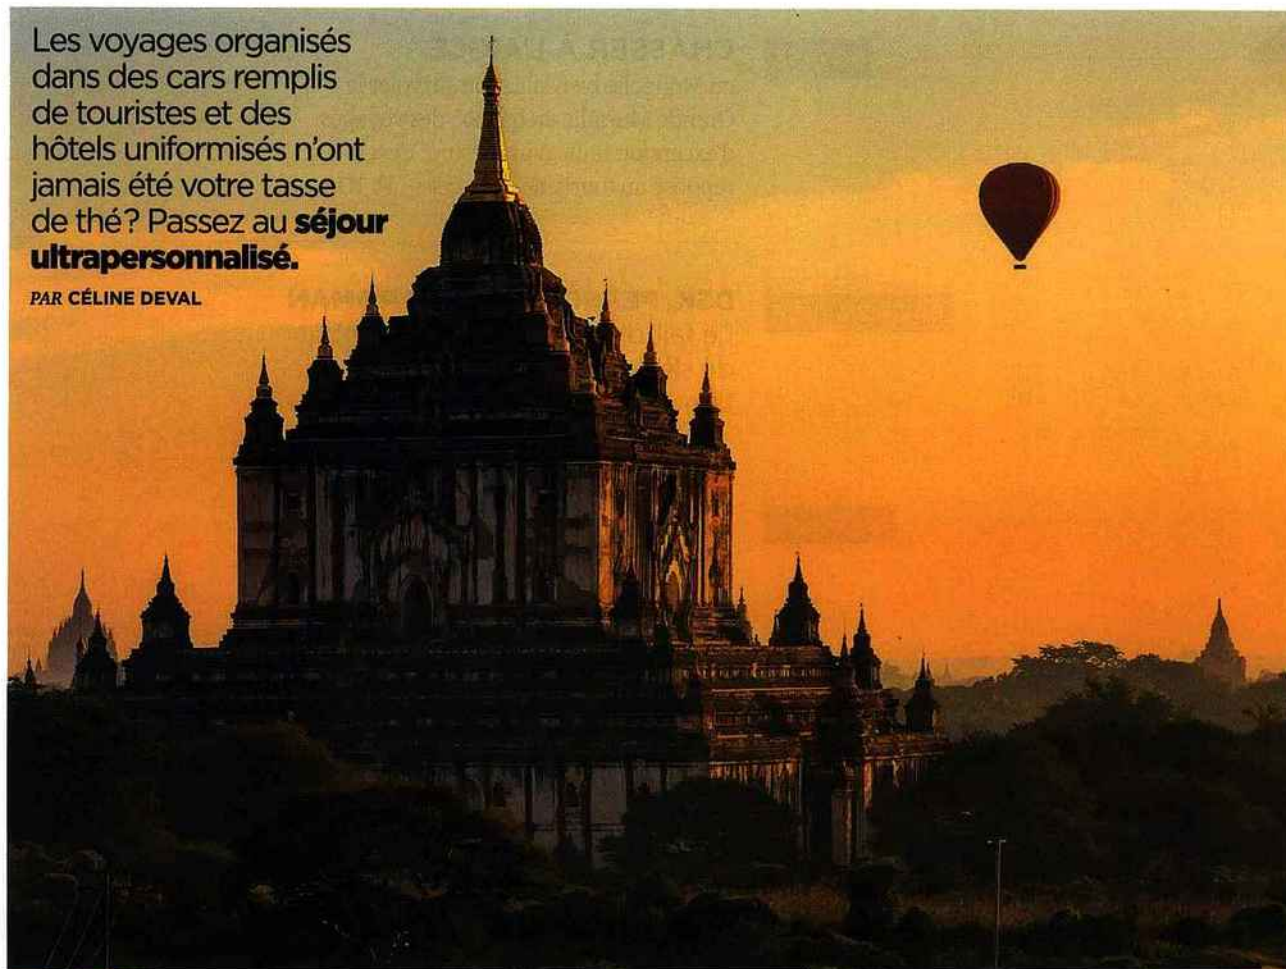 Les voyages organisés
dans des cars remplis
de touristes et des
hôtels uniformisés n'ont
jamais été votre tasse
de thé? Passez au séjour
ultrapersonnalisé.
PAR CÉLINE DEVAL